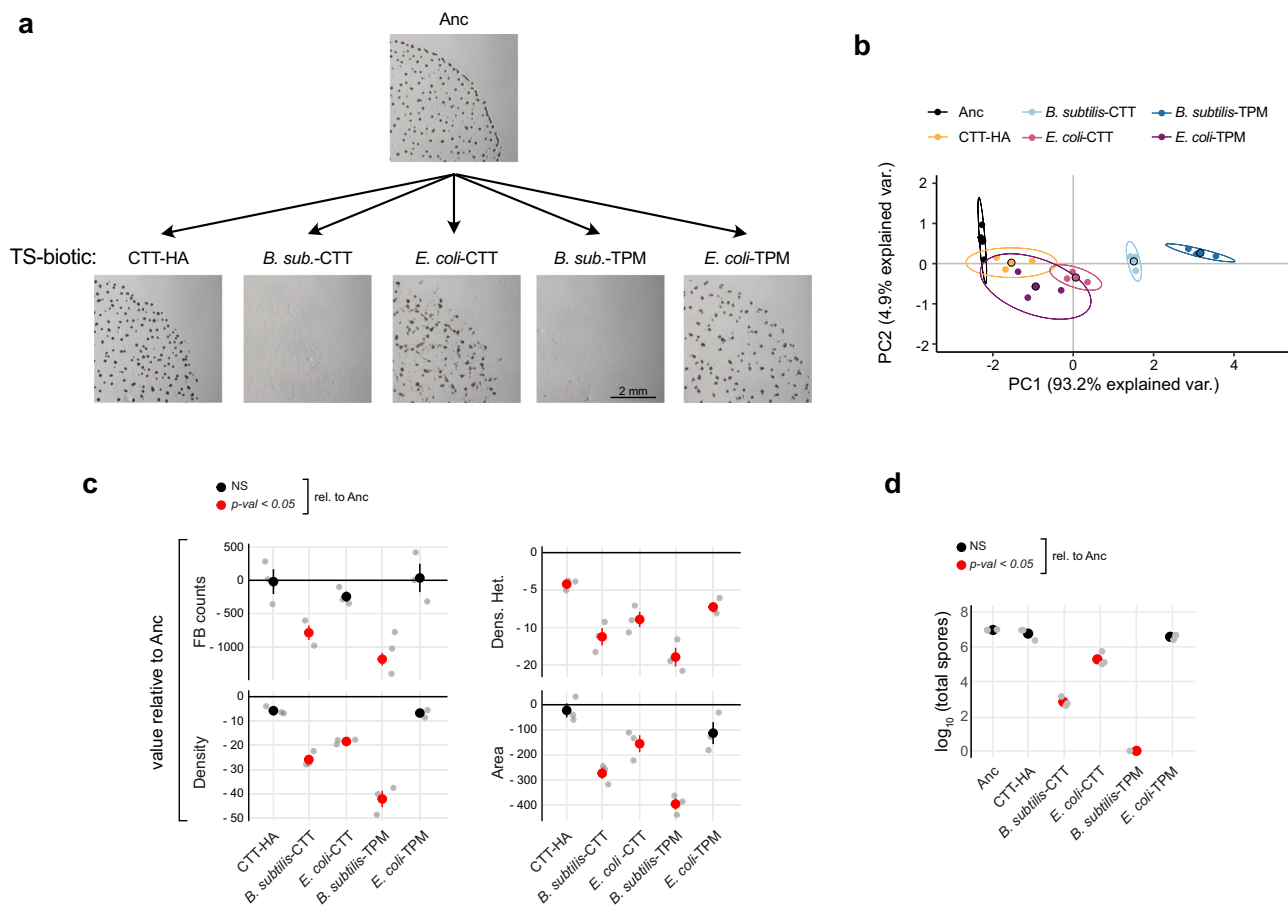 a
Anc
TS-biotic:
CTT-HA
B. sub.-CTT
E. coli-CTT
B. sub.-TPM
E. coli-TPM
2 mm
b
Anc
B. subtilis-CTT
B. subtilis-TPM
CTT-HA
E. coli-CTT
E. coli-TPM
PC2 (4.9% explained var.)
2
1
0
-1
-2
-2
0
2
4
PC1 (93.2% explained var.)
c
NS
p-val < 0.05
rel. to Anc
value relative to Anc
FB counts
500
0
- 500
- 1000
Density
0
- 10
- 20
- 30
- 40
- 50
CTT-HA
B. subtilis-CTT
E. coli-CTT
B. subtilis-TPM
E. coli-TPM
Dens. Het.
0
- 5
- 10
- 15
- 20
Area
0
- 100
- 200
- 300
- 400
CTT-HA
B. subtilis-CTT
E. coli -CTT
B. subtilis-TPM
E. coli-TPM
d
NS
p-val < 0.05
rel. to Anc
log10 (total spores)
8
6
4
2
0
Anc
CTT-HA
B. subtilis-CTT
E. coli-CTT
B. subtilis-TPM
E. coli-TPM